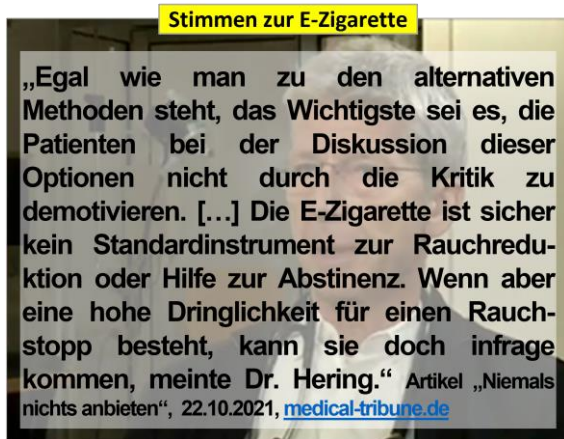 Stimmen zur E-Zigarette
„Egal wie man zu den alternativen
Methoden steht, das Wichtigste sei es, die
Patienten bei der Diskussion dieser
Optionen nicht durch die Kritik zu
demotivieren. […] Die E-Zigarette ist sicher
kein Standardinstrument zur Rauchredu-
ktion oder Hilfe zur Abstinenz. Wenn aber
eine hohe Dringlichkeit für einen Rauch-
stopp besteht, kann sie doch infrage
kommen, meinte Dr. Hering.“ Artikel „Niemals
nichts anbieten“, 22.10.2021, medical-tribune.de